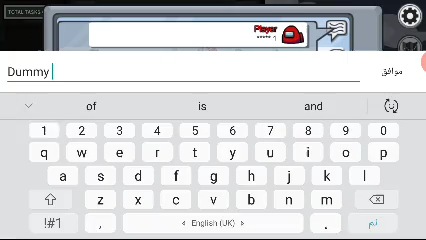 TOTAL TASKS
Player
Dummy
موافق
of is and
1 2 3 4 5 6 7 8 9 0
q w e r t y u i o p
a s d f g h j k l
z x c v b n m
!#1 , English (UK) . تم